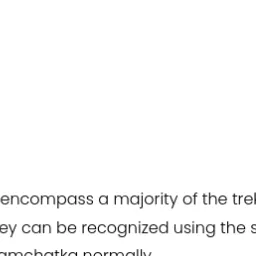 encompass a majority of the trek
ey can be recognized using the s
amchatka normally